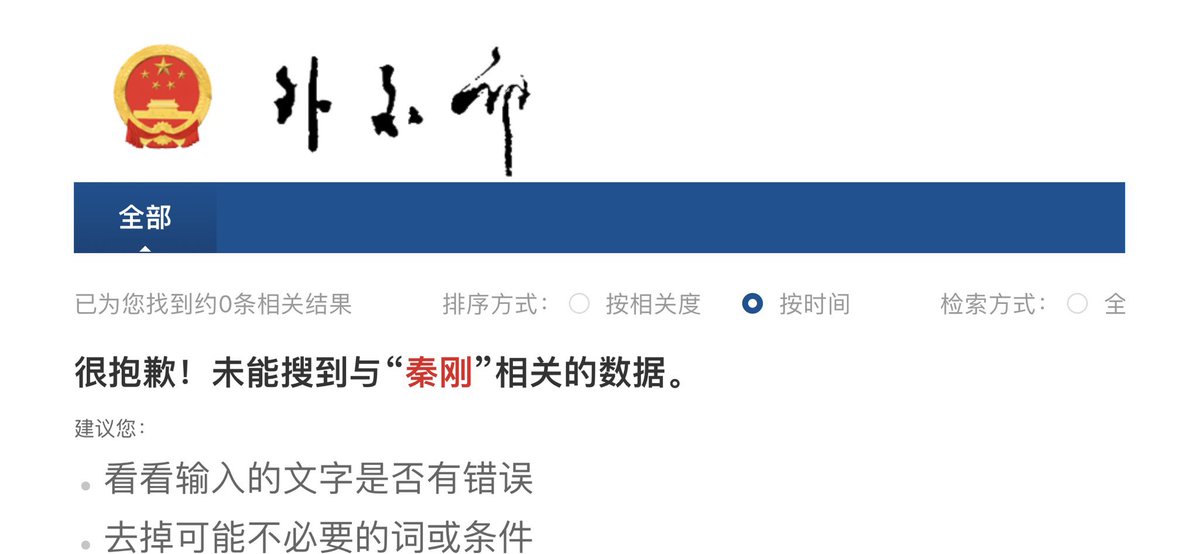 外交部
全部
已为您找到约0条相关结果 排序方式： 按相关度 按时间 检索方式： 全
很抱歉！未能搜到与“秦刚”相关的数据。
建议您：
看看输入的文字是否有错误
去掉可能不必要的词或条件